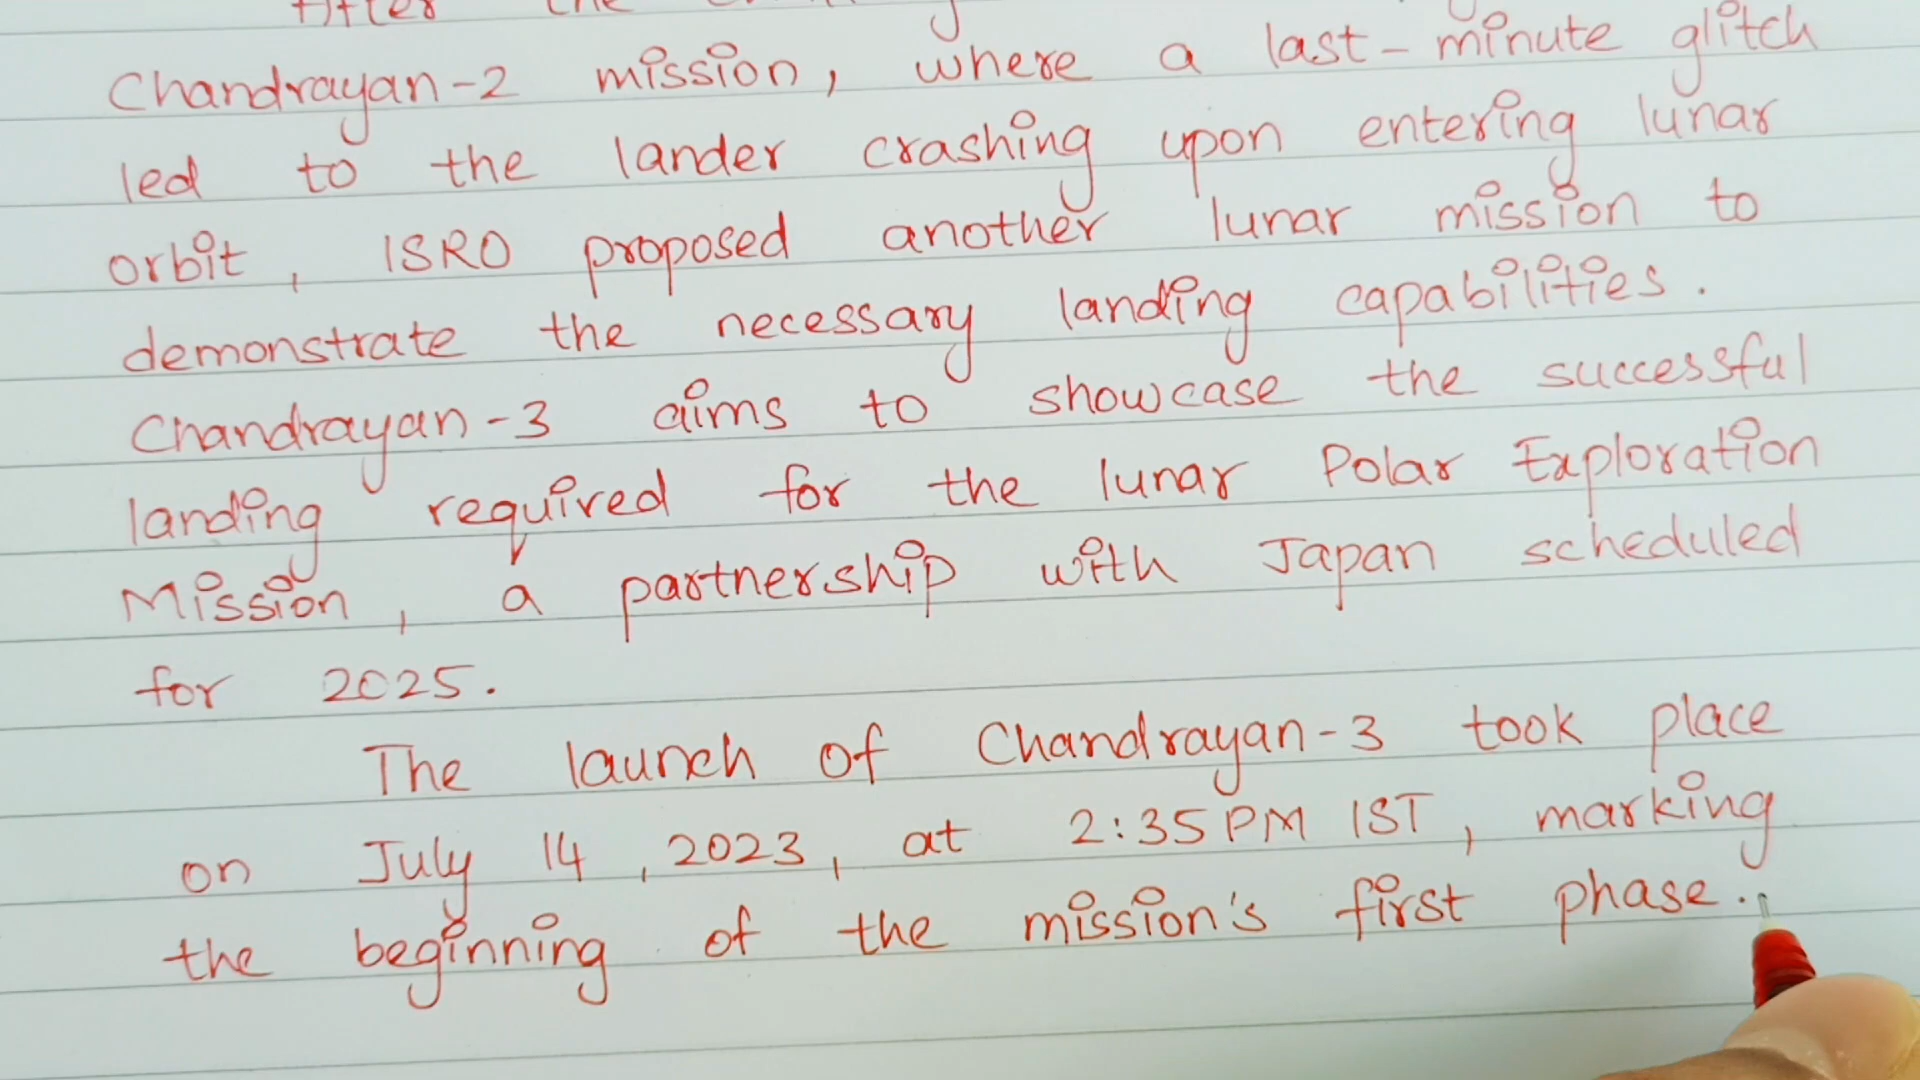 After the
Chandrayan-2 mission, where a last-minute glitch
led to the lander crashing upon entering lunar
orbit, ISRO proposed another lunar mission to
demonstrate the necessary landing capabilities.
Chandrayan-3 aims to showcase the successful
landing required for the lunar Polar Exploration
Mission, a partnership with Japan scheduled
for 2025.
The launch of Chandrayan-3 took place
on July 14, 2023, at 2:35 PM IST, marking
the beginning of the mission's first phase.